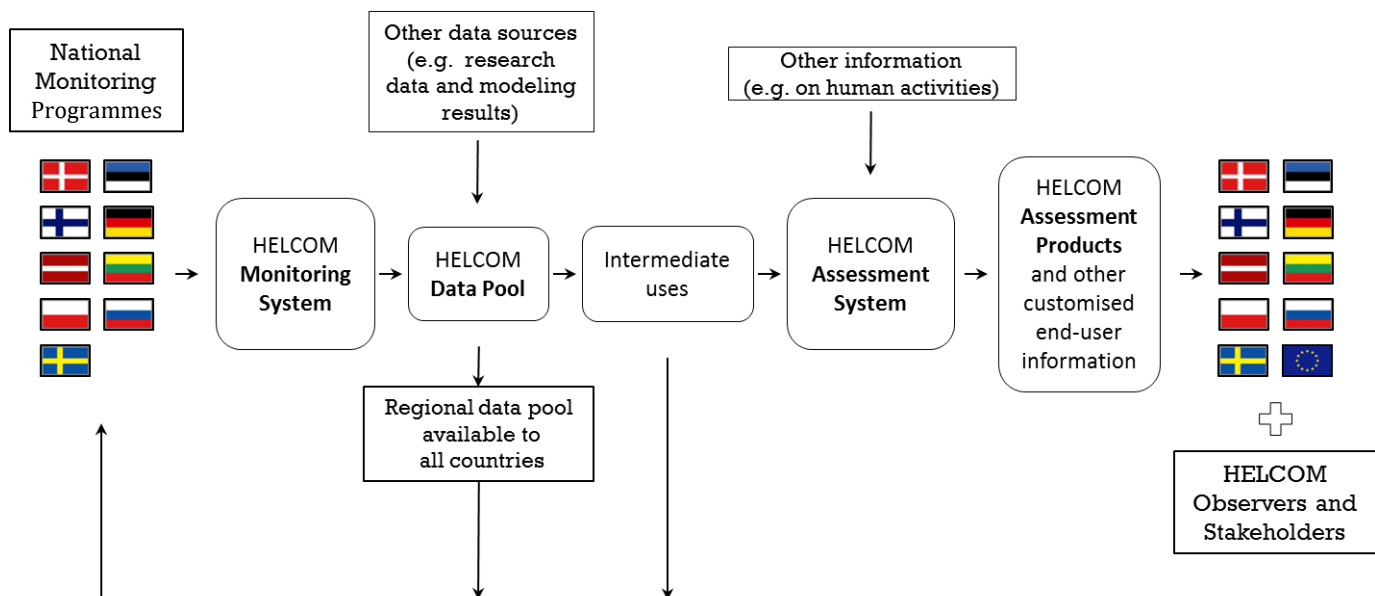 National
Monitoring
Programmes
Other data sources
(e.g. research
data and modeling
results)
Other information
(e.g. on human activities)
HELCOM
Monitoring
System
HELCOM
Data Pool
Intermediate
uses
HELCOM
Assessment
System
HELCOM
Assessment
Products
and other
customised
end-user
information
Regional data pool
available to
all countries
HELCOM
Observers and
Stakeholders